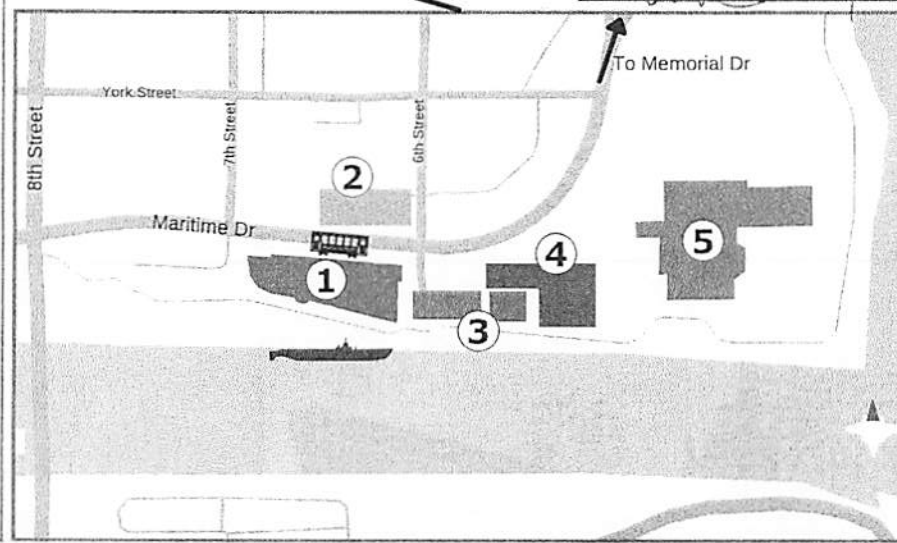 To Memorial Dr
York Street
8th Street
7th Street
6th Street
2
Maritime Dr
4
5
1
3